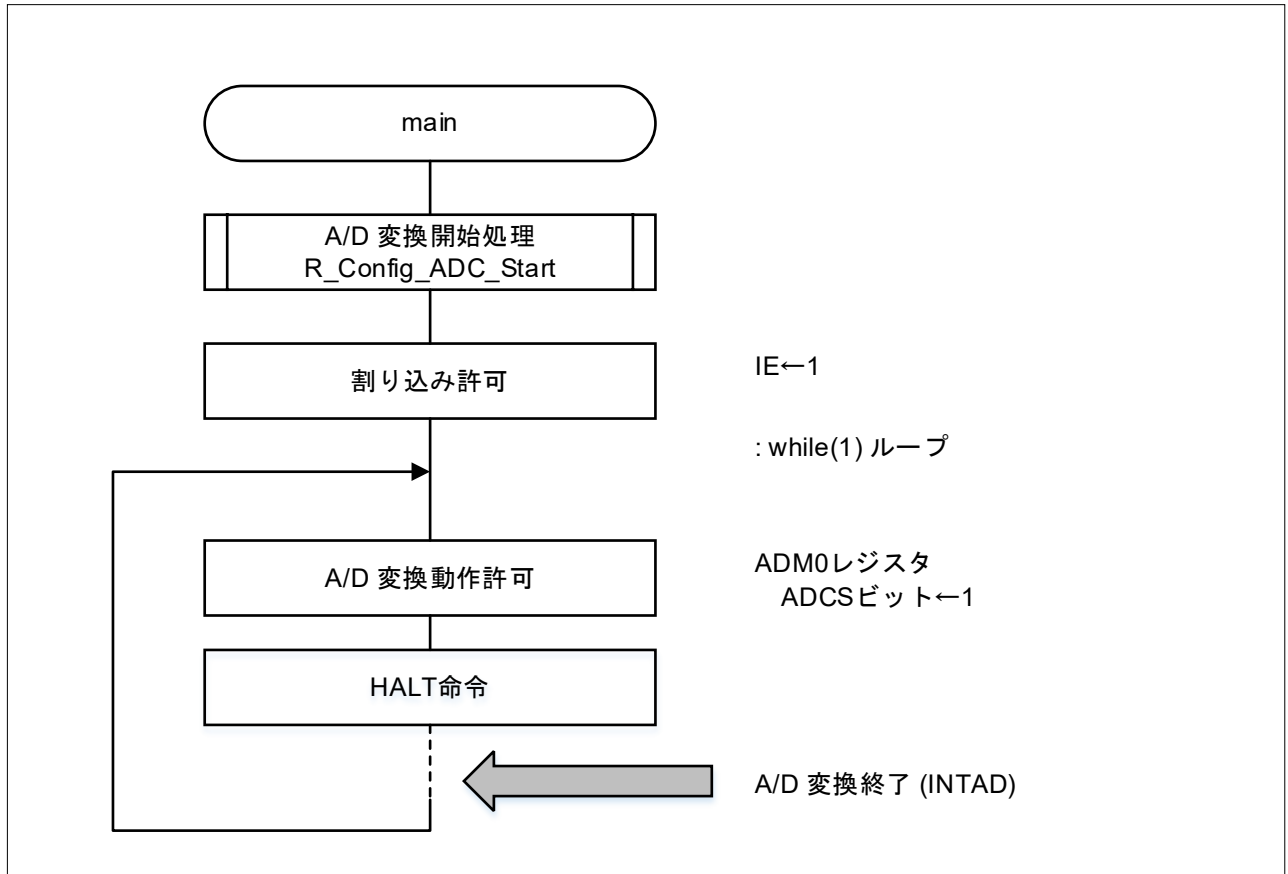 main
A/D 変換開始処理
R_Config_ADC_Start
割り込み許可
IE←1
: while(1) ループ
A/D 変換動作許可
ADM0レジスタ
ADCSビット←1
HALT命令
A/D 変換終了 (INTAD)